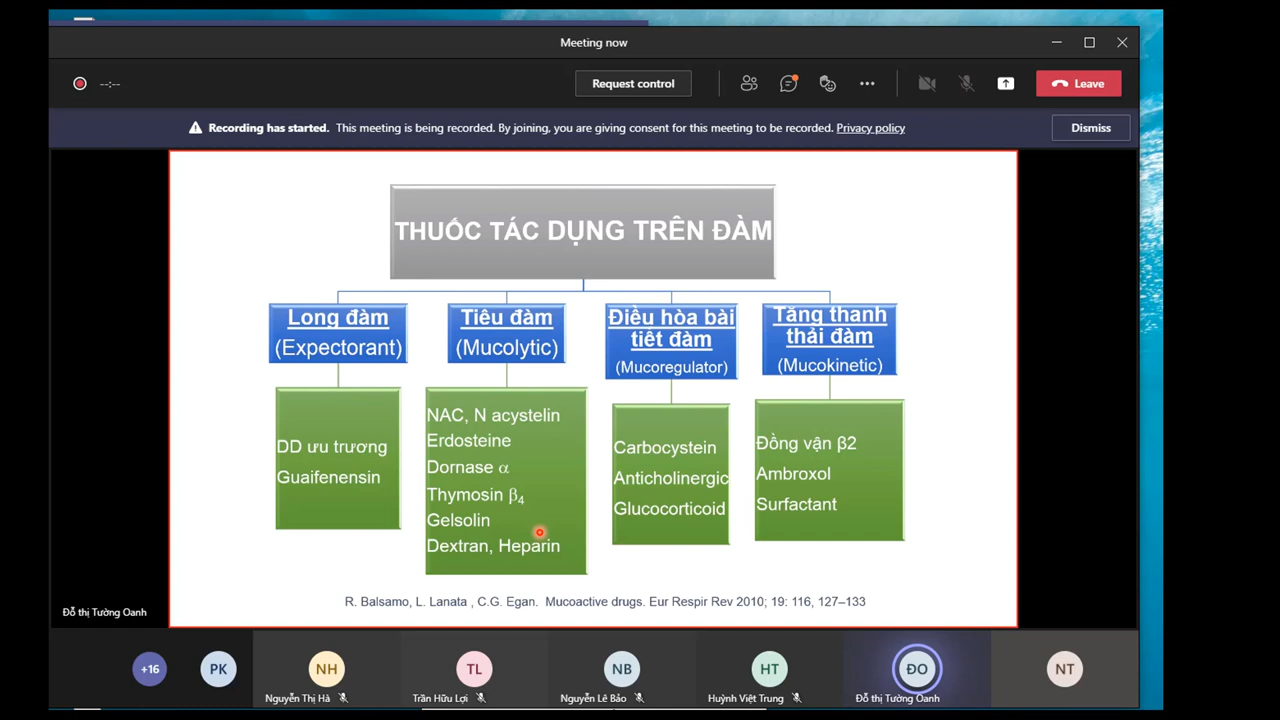 Meeting now
--:--
Request control
Leave
Recording has started. This meeting is being recorded. By joining, you are giving consent for this meeting to be recorded. Privacy policy
Dismiss
THUỐC TÁC DỤNG TRÊN ĐÀM
Long đàm
(Expectorant)
Tiêu đàm
(Mucolytic)
Điều hòa bài
tiết đàm
(Mucoregulator)
Tăng thanh
thải đàm
(Mucokinetic)
DD ưu trương
Guaifenensin
NAC, N acystelin
Erdosteine
Dornase α
Thymosin β4
Gelsolin
Dextran, Heparin
Carbocystein
Anticholinergic
Glucocorticoid
Đồng vận β2
Ambroxol
Surfactant
R. Balsamo, L. Lanata , C.G. Egan. Mucoactive drugs. Eur Respir Rev 2010; 19: 116, 127–133
Đỗ thị Tường Oanh
+16
PK
NH
Nguyễn Thị Hà
TL
Trần Hữu Lợi
NB
Nguyễn Lê Bảo
HT
Huỳnh Việt Trung
ĐO
Đỗ thị Tường Oanh
NT